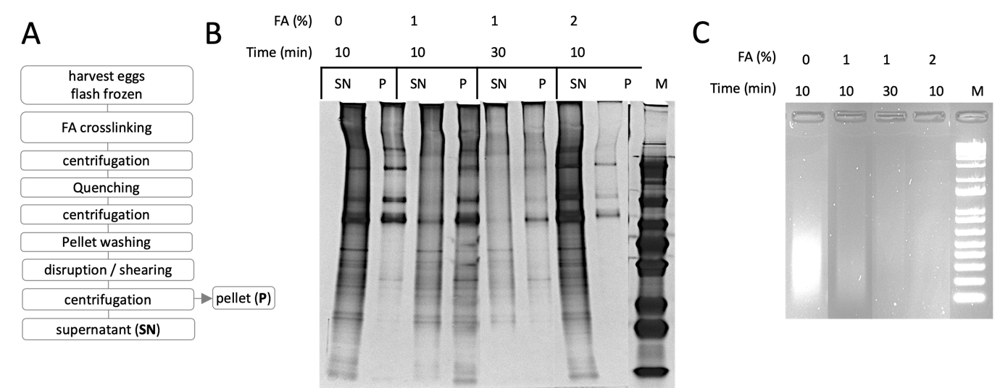 A
harvest eggs
flash frozen
FA crosslinking
centrifugation
Quenching
centrifugation
Pellet washing
disruption / shearing
centrifugation
pellet (P)
supernatant (SN)
B
FA (%) 0 1 1 2
Time (min) 10 10 30 10
SN P SN P SN P SN P M
C
FA (%) 0 1 1 2
Time (min) 10 10 30 10 M